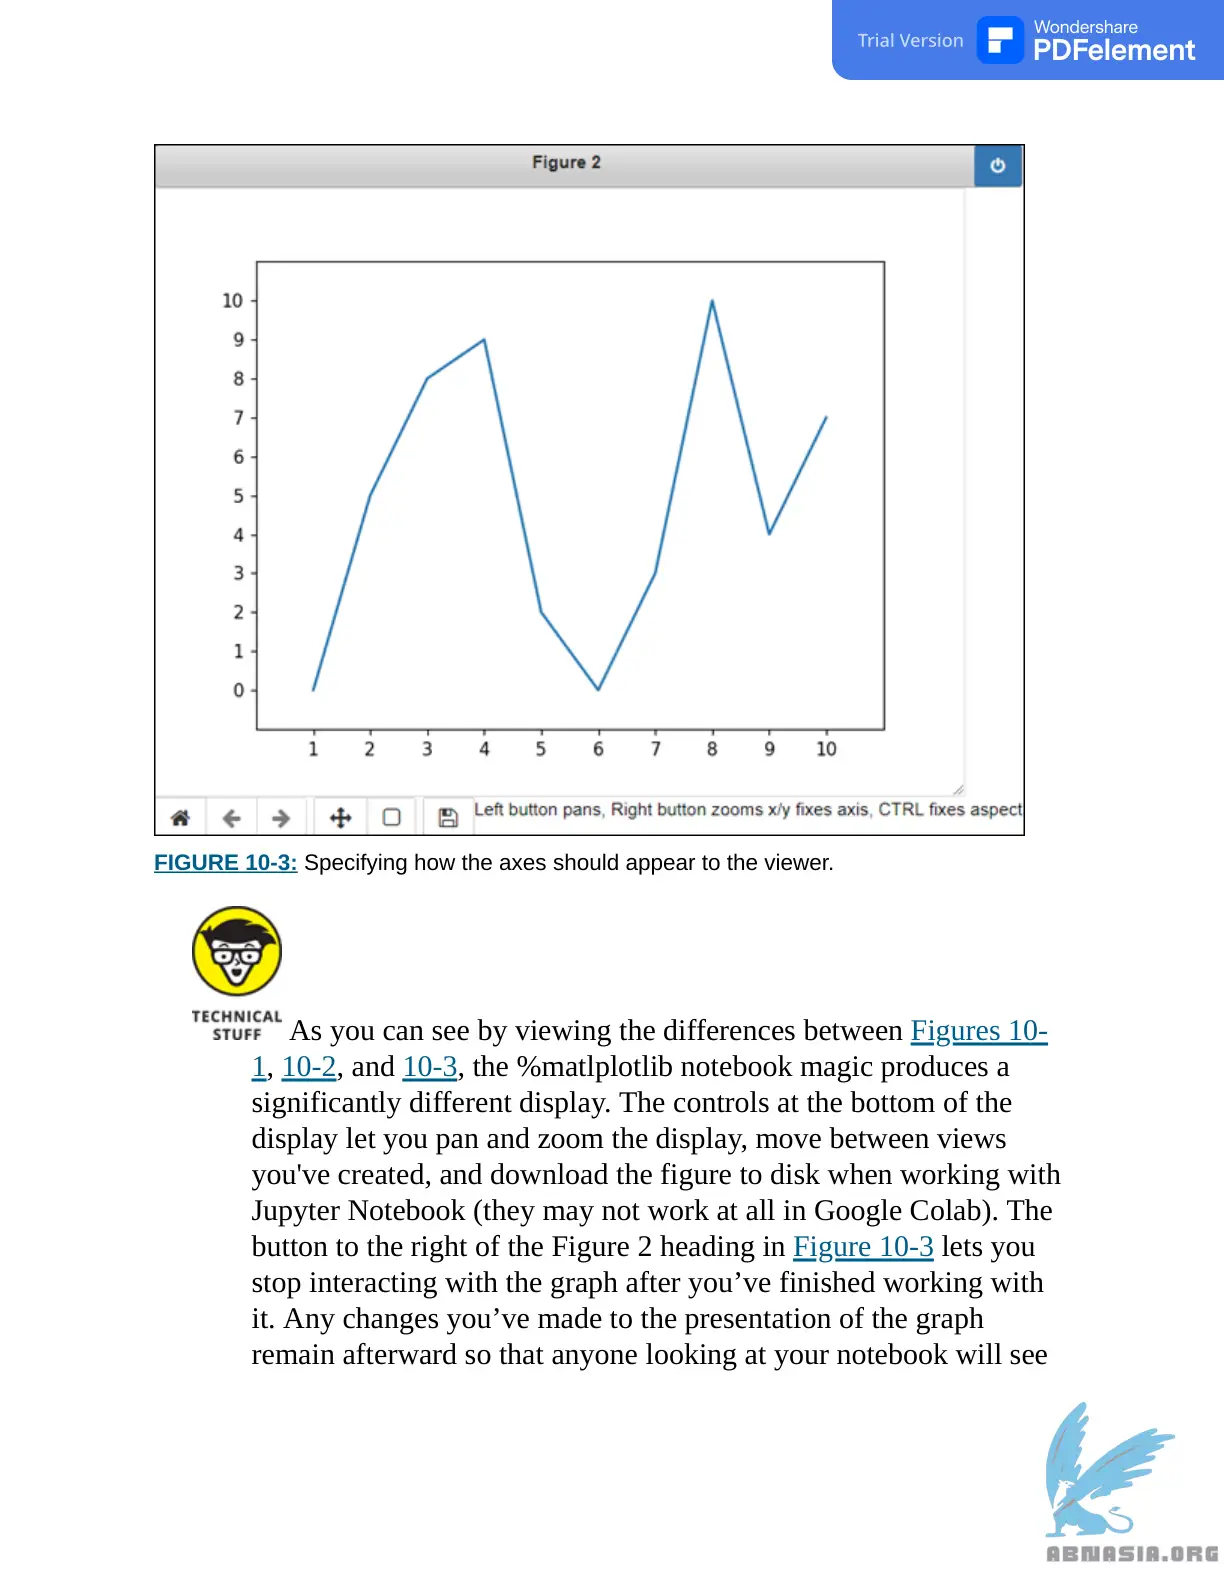 Trial Version
Wondershare
PDFelement
Figure 2
10
9
8
7
6
5
4
3
2
1
0
1 2 3 4 5 6 7 8 9 10
Left button pans, Right button zooms x/y fixes axis, CTRL fixes aspect
FIGURE 10-3: Specifying how the axes should appear to the viewer.
TECHNICAL
STUFF
As you can see by viewing the differences between Figures 10-
1, 10-2, and 10-3, the %matlplotlib notebook magic produces a
significantly different display. The controls at the bottom of the
display let you pan and zoom the display, move between views
you've created, and download the figure to disk when working with
Jupyter Notebook (they may not work at all in Google Colab). The
button to the right of the Figure 2 heading in Figure 10-3 lets you
stop interacting with the graph after you’ve finished working with
it. Any changes you’ve made to the presentation of the graph
remain afterward so that anyone looking at your notebook will see
ABNASIA.ORG